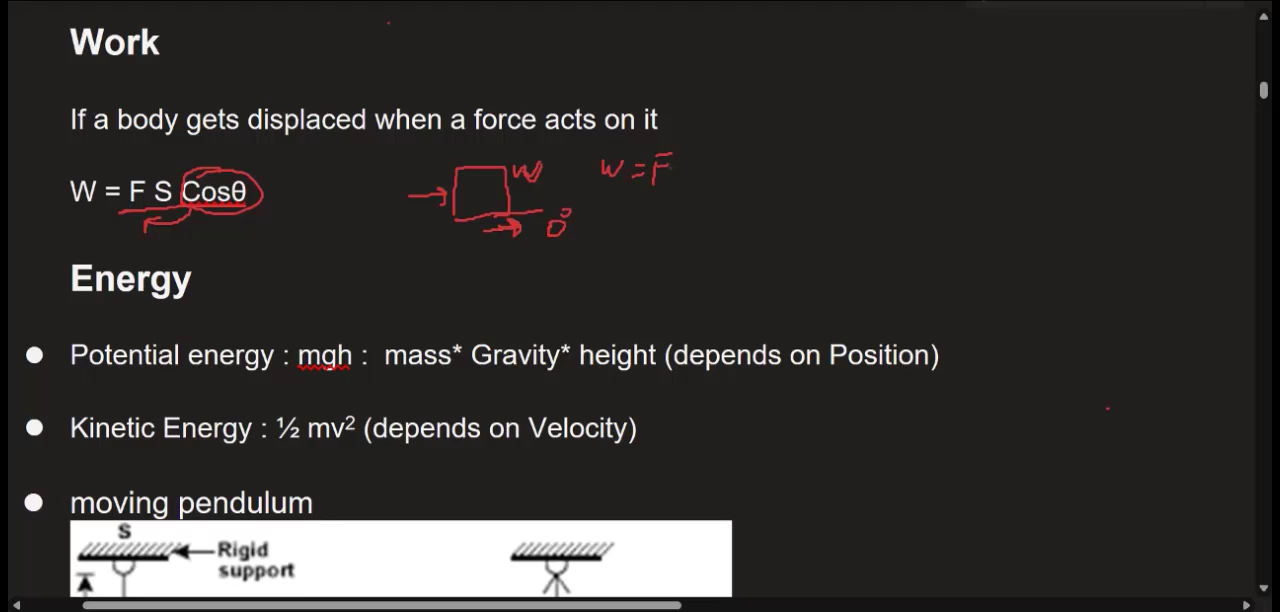 Work
If a body gets displaced when a force acts on it
W = F S Cosθ
W
W = F
0°
Energy
Potential energy : mgh : mass* Gravity* height (depends on Position)
Kinetic Energy : ½ mv² (depends on Velocity)
moving pendulum
S
Rigid
support